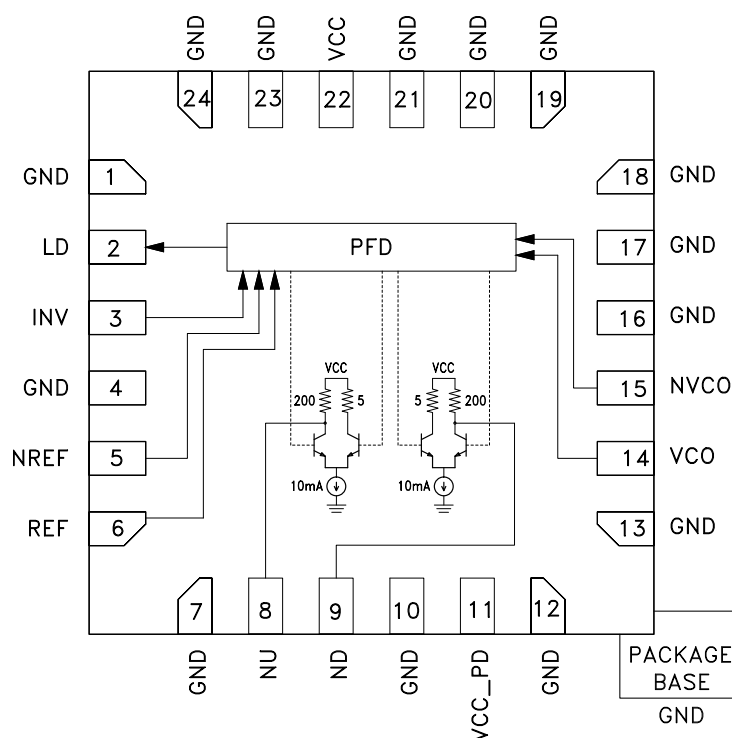 GND
GND
VCC
GND
GND
GND
24
23
22
21
20
19
GND 1
18 GND
LD 2
PFD
17 GND
INV 3
16 GND
VCC
VCC
200
5
5
200
GND 4
15 NVCO
NREF 5
14 VCO
10mA
10mA
REF 6
13 GND
7
8
9
10
11
12
GND
NU
ND
GND
VCC_PD
GND
PACKAGE
BASE
GND